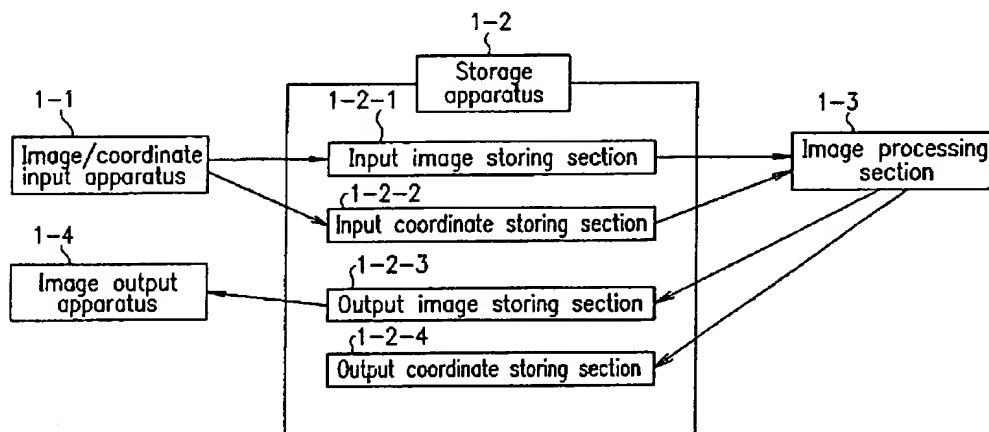 1-2
Storage
apparatus
1-1
Image/coordinate
input apparatus
1-2-1
Input image storing section
1-3
Image processing
section
1-2-2
Input coordinate storing section
1-4
Image output
apparatus
1-2-3
Output image storing section
1-2-4
Output coordinate storing section